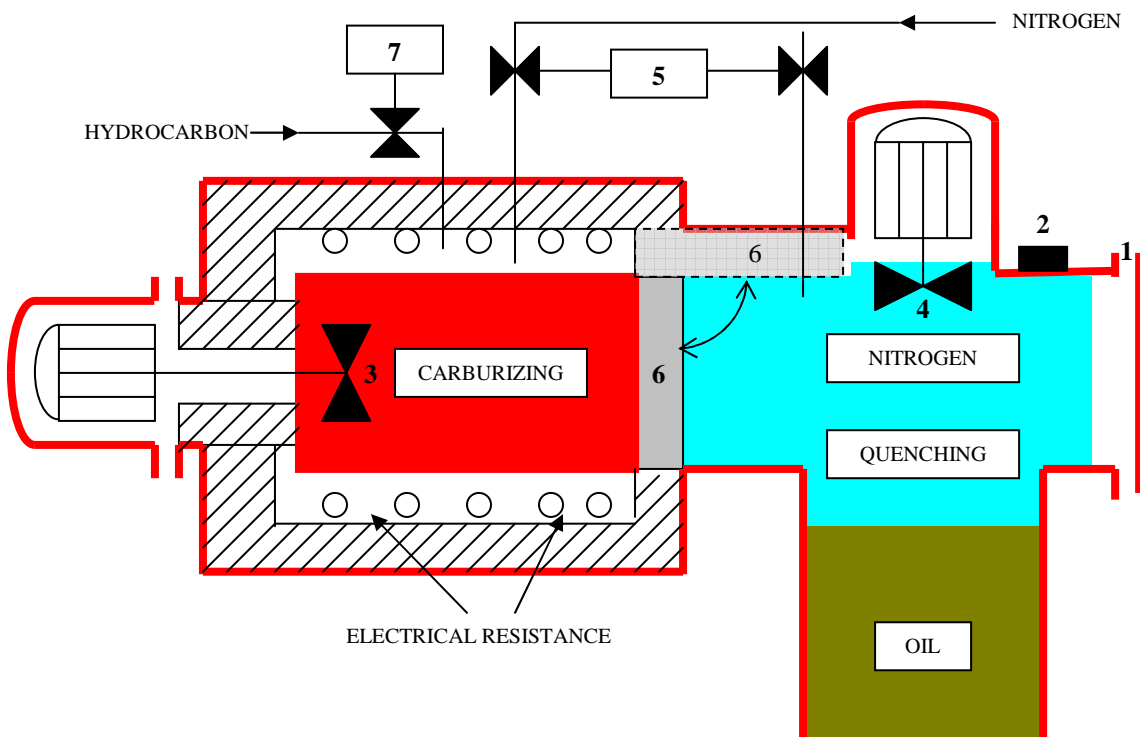 NITROGEN
7
5
HYDROCARBON
2
1
6
4
NITROGEN
3
CARBURIZING
6
QUENCHING
ELECTRICAL RESISTANCE
OIL